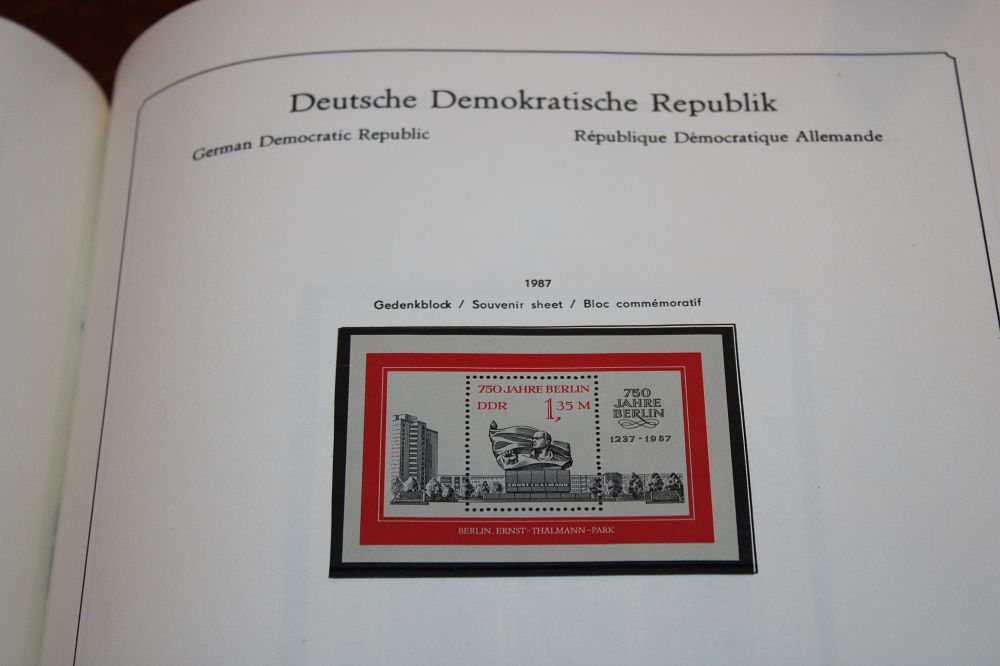 Deutsche Demokratische Republik
German Democratic Republic
République Démocratique Allemande
1987
Gedenkblock / Souvenir sheet / Bloc commémoratif
750 JAHRE BERLIN
DDR 1,35 M
ERNST THÄLMANN
750
JAHRE
BERLIN
1237-1987
BERLIN, ERNST-THÄLMANN-PARK